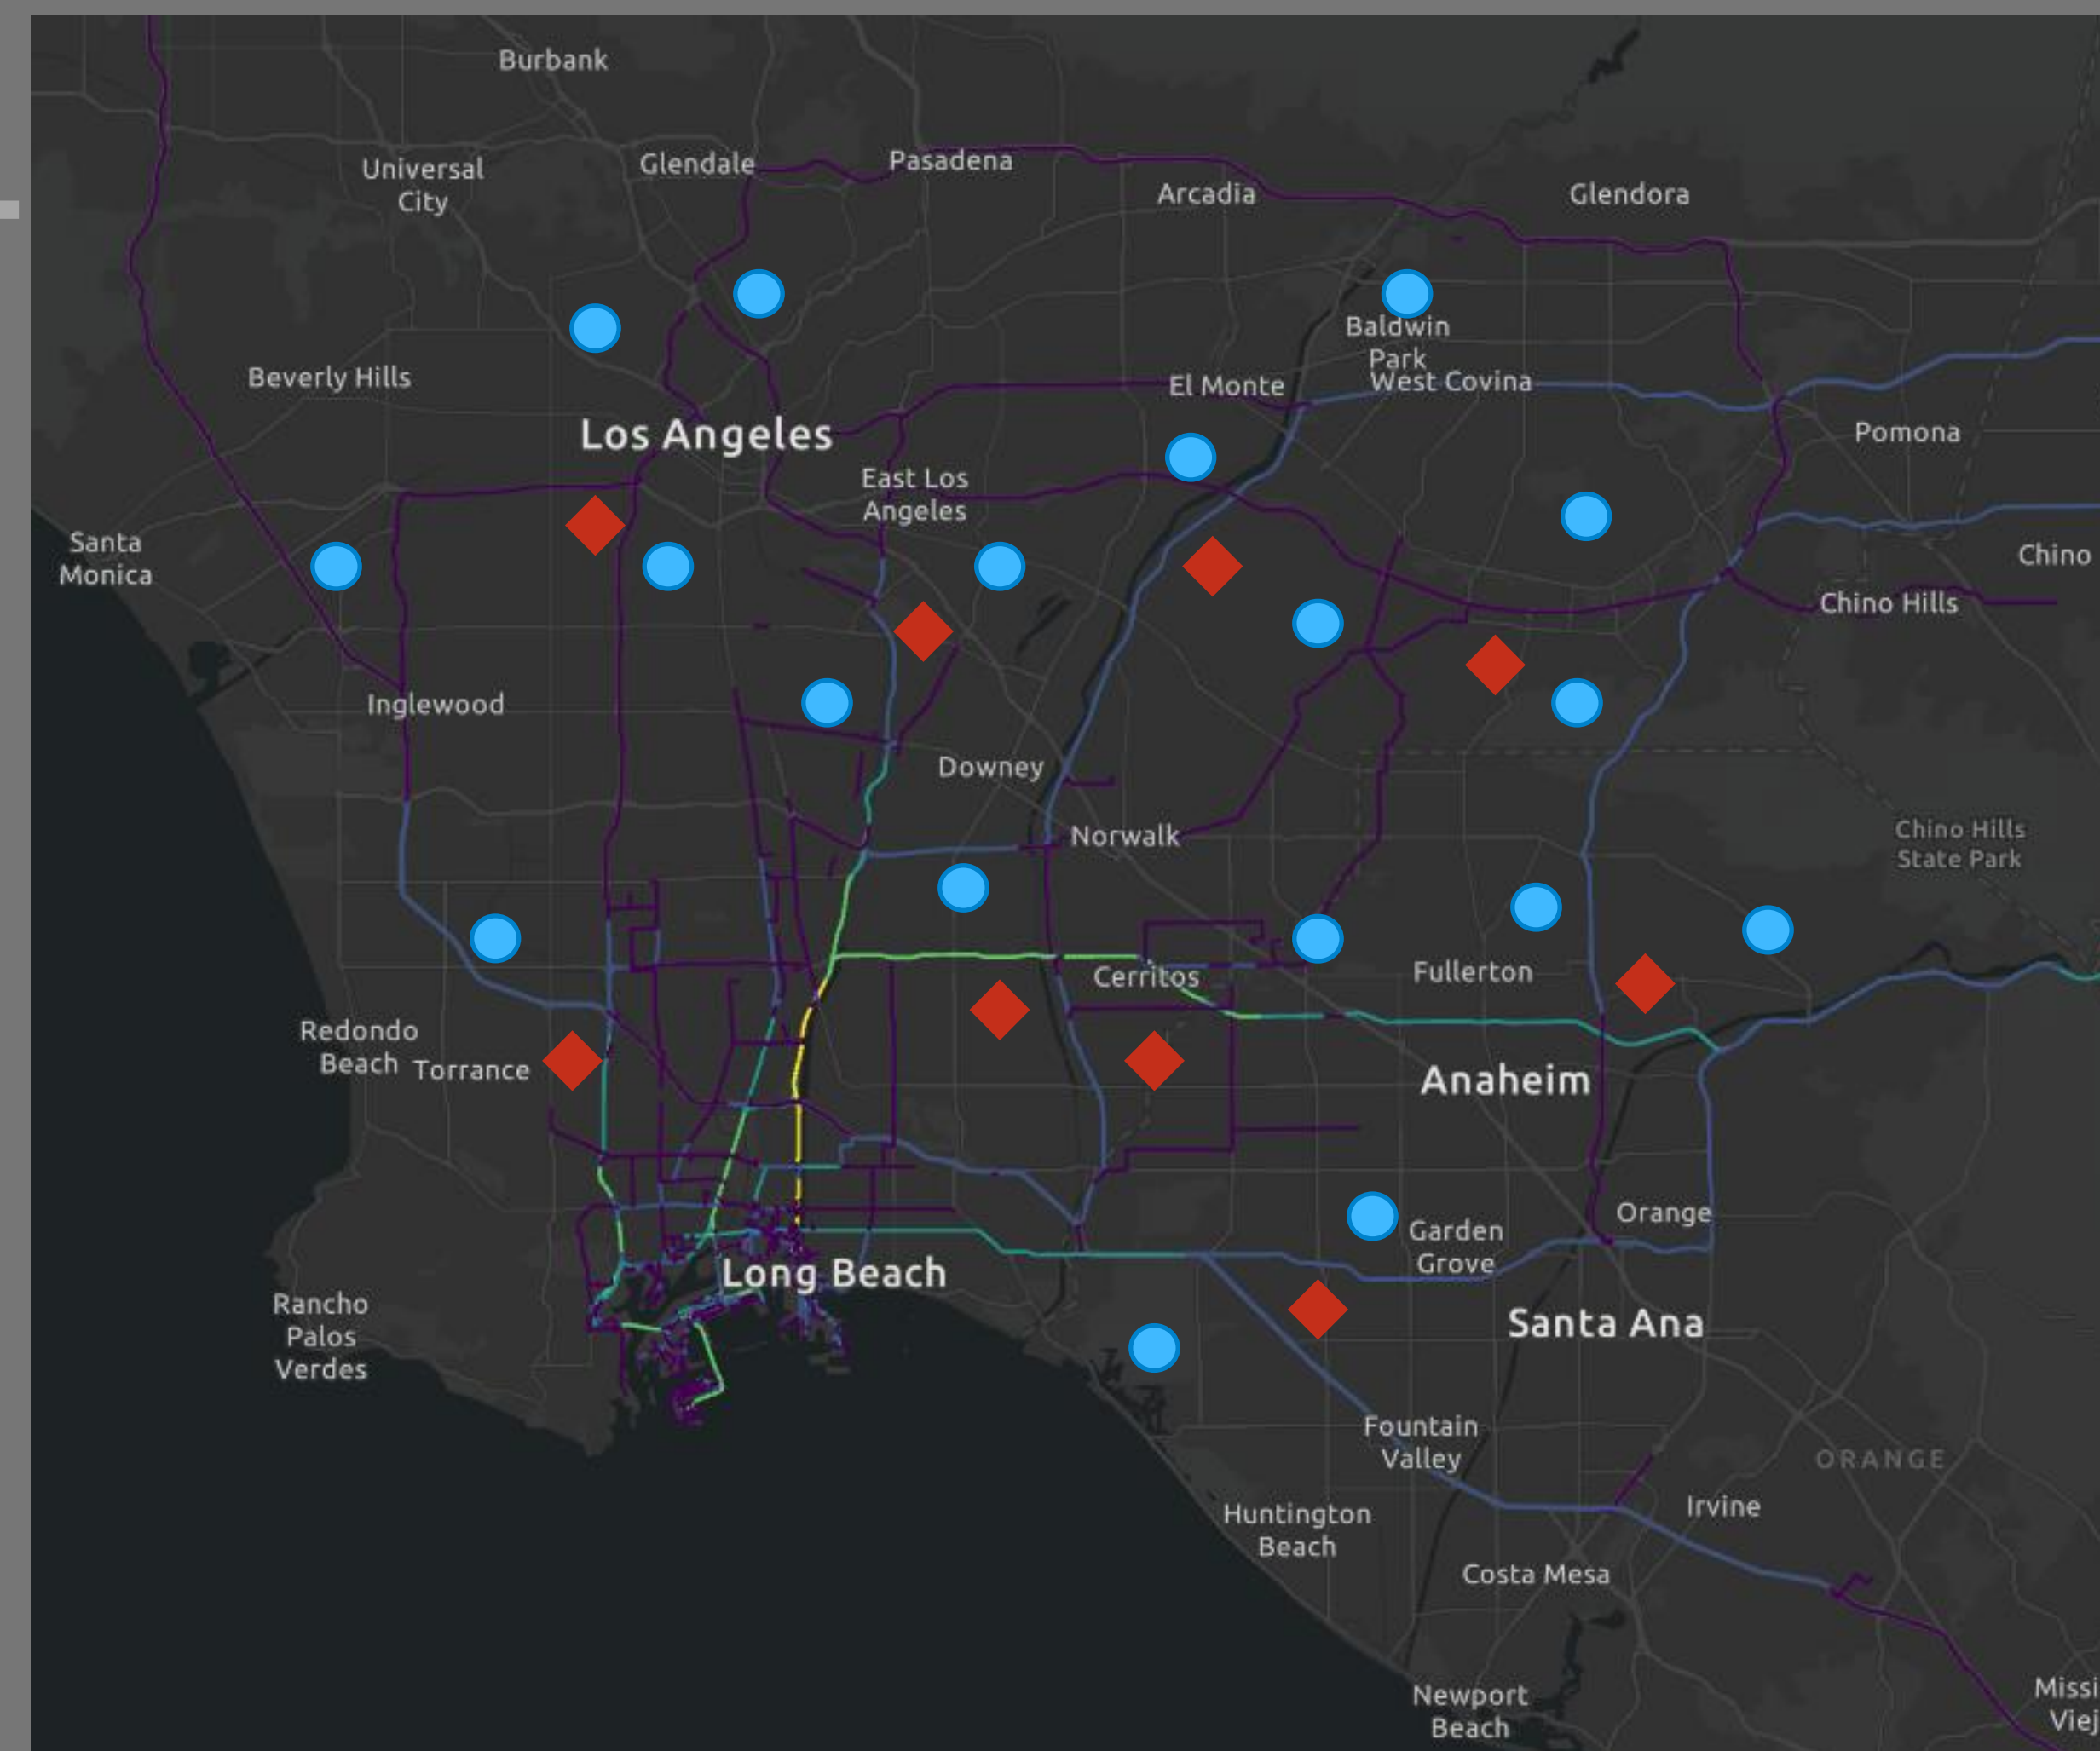 Burbank
Universal
City
Glendale
Pasadena
Arcadia
Glendora
Baldwin
Park
Beverly Hills
El Monte
West Covina
Los Angeles
Pomona
East Los
Angeles
Santa
Monica
Chino
Chino Hills
Inglewood
Downey
Norwalk
Chino Hills
State Park
Cerritos
Fullerton
Redondo
Beach
Torrance
Anaheim
Orange
Garden
Grove
Long Beach
Rancho
Palos
Verdes
Santa Ana
Fountain
Valley
ORANGE
Irvine
Huntington
Beach
Costa Mesa
Newport
Beach
Missi
Viej